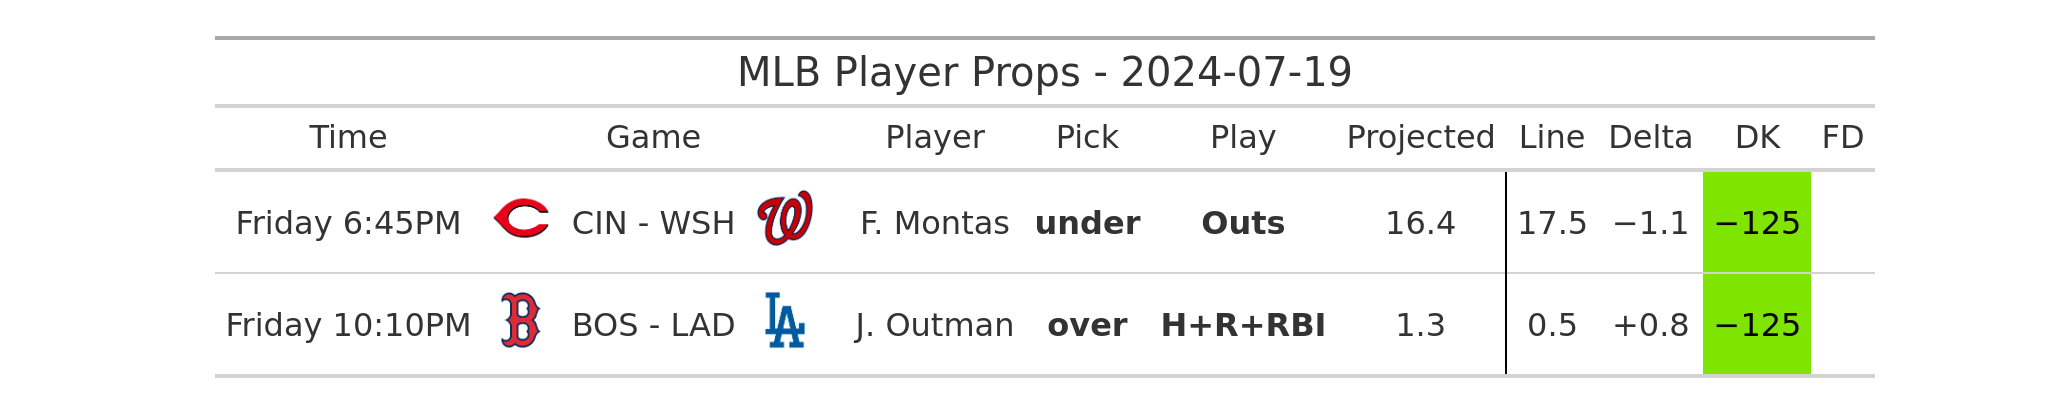 MLB Player Props - 2024-07-19
Time Game Player Pick Play Projected Line Delta DK FD
Friday 6:45PM C CIN - WSH W F. Montas under Outs 16.4 17.5 −1.1 −125
Friday 10:10PM B BOS - LAD LA J. Outman over H+R+RBI 1.3 0.5 +0.8 −125